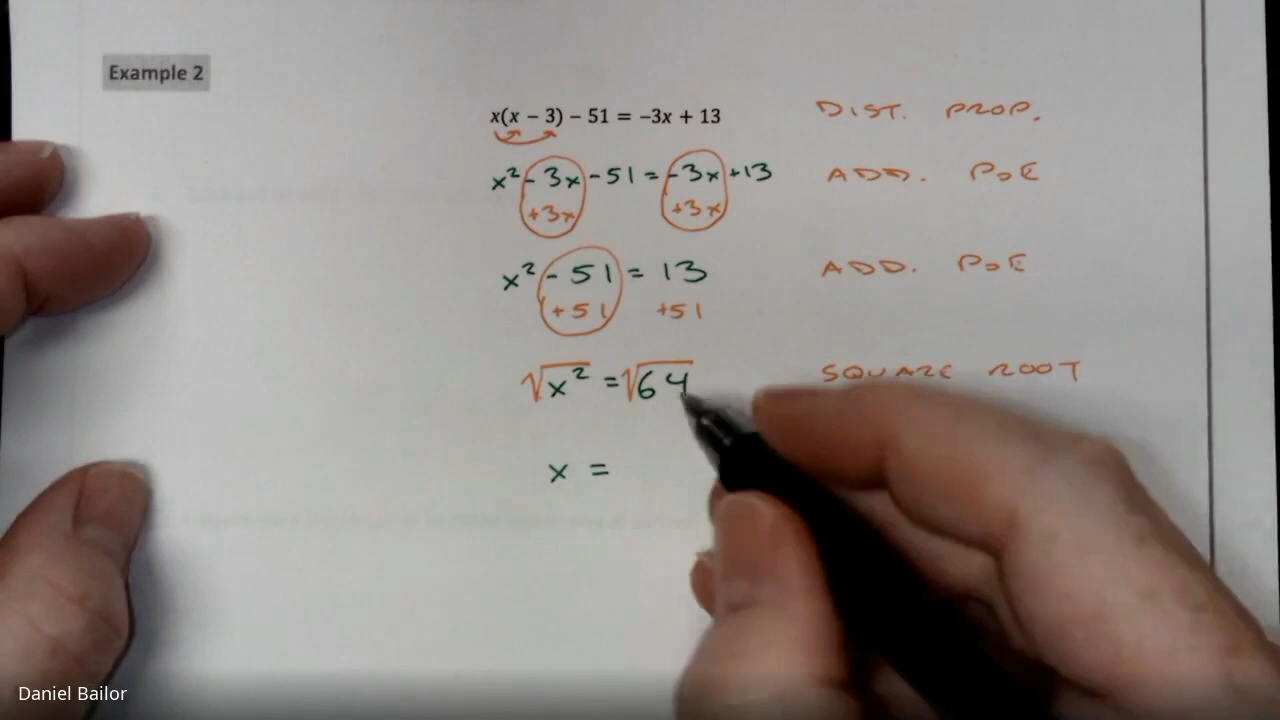 Example 2
x(x − 3) − 51 = −3x + 13 DIST. PROP.
x² - 3x - 51 = -3x + 13 ADD. PoE
+3x +3x
x² - 51 = 13 ADD. PoE
+51 +51
√x² = √64 SQUARE ROOT
x =
Daniel Bailor